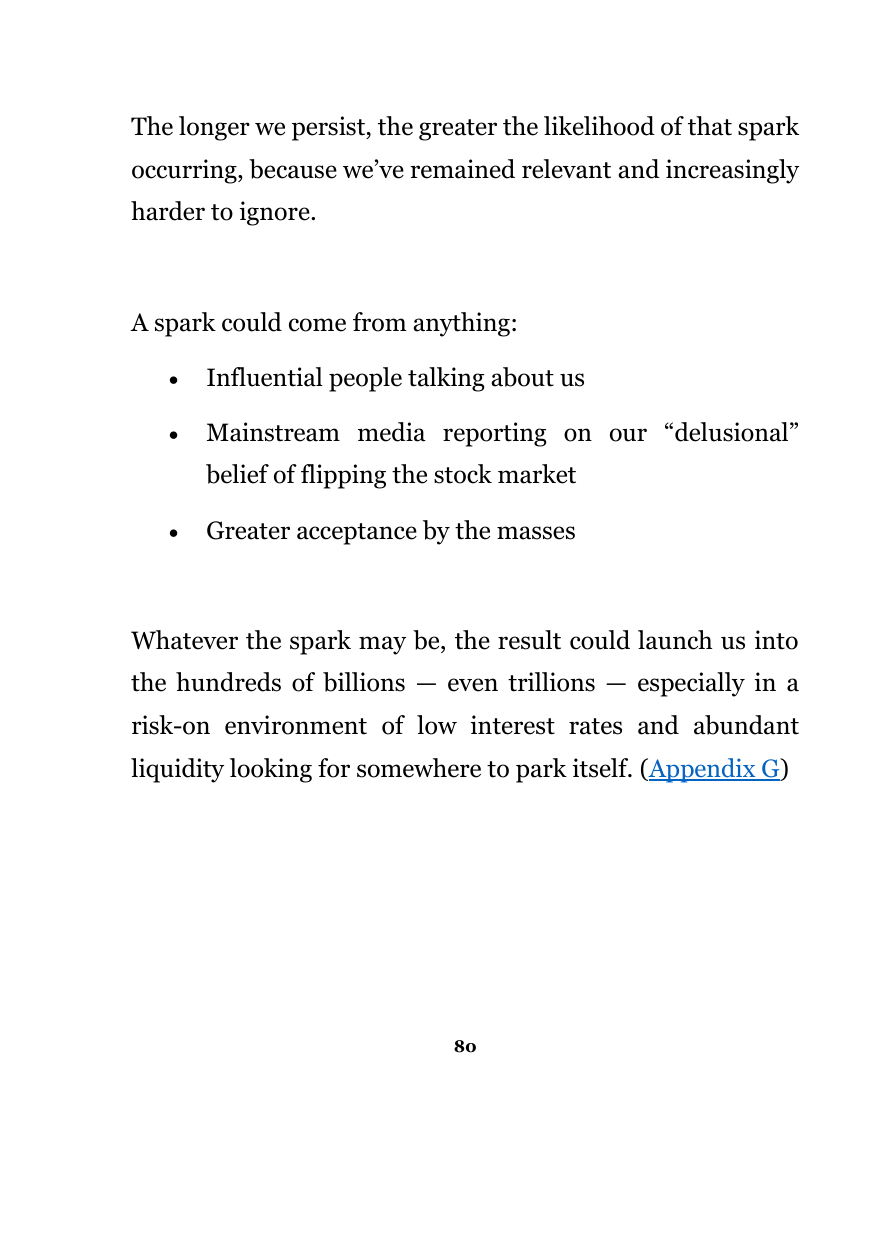 The longer we persist, the greater the likelihood of that spark
occurring, because we’ve remained relevant and increasingly
harder to ignore.
A spark could come from anything:
• Influential people talking about us
• Mainstream media reporting on our “delusional”
belief of flipping the stock market
• Greater acceptance by the masses
Whatever the spark may be, the result could launch us into
the hundreds of billions — even trillions — especially in a
risk-on environment of low interest rates and abundant
liquidity looking for somewhere to park itself. (Appendix G)
80